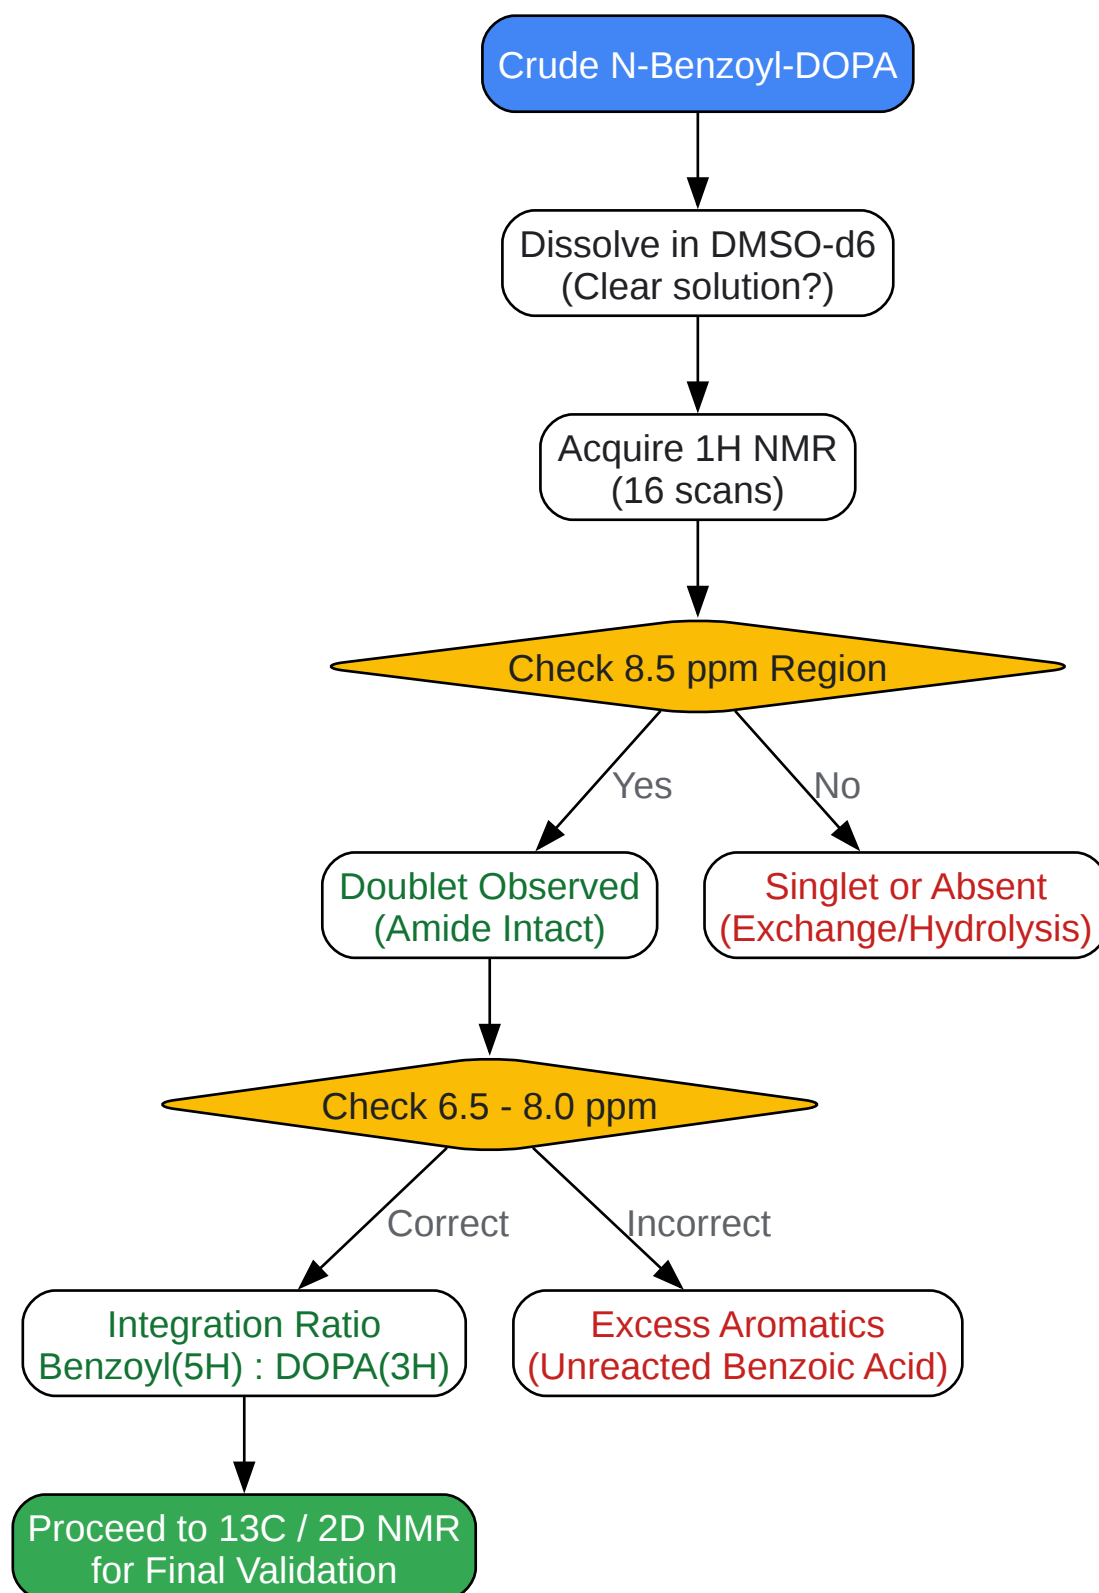 Crude N-Benzoyl-DOPA
Dissolve in DMSO-d6
(Clear solution?)
Acquire 1H NMR
(16 scans)
Check 8.5 ppm Region
Yes
No
Doublet Observed
(Amide Intact)
Singlet or Absent
(Exchange/Hydrolysis)
Check 6.5 - 8.0 ppm
Correct
Incorrect
Integration Ratio
Benzoyl(5H) : DOPA(3H)
Excess Aromatics
(Unreacted Benzoic Acid)
Proceed to 13C / 2D NMR
for Final Validation